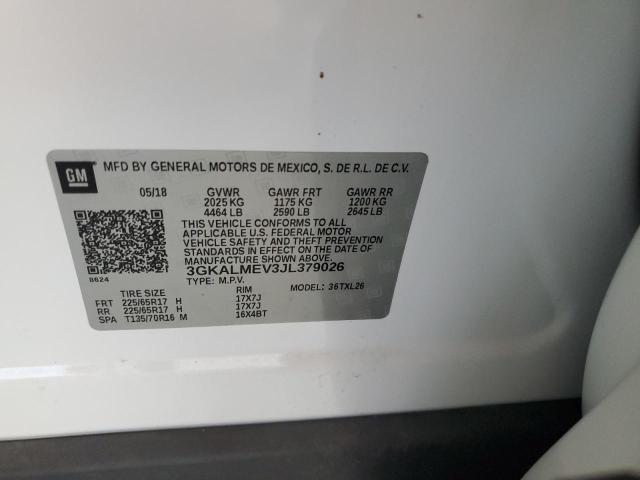 GM
MFD BY GENERAL MOTORS DE MEXICO, S. DE R.L. DE C.V.
05/18 GVWR GAWR FRT GAWR RR
2025 KG 1175 KG 1200 KG
4464 LB 2590 LB 2645 LB
THIS VEHICLE CONFORMS TO ALL
APPLICABLE U.S. FEDERAL MOTOR
VEHICLE SAFETY AND THEFT PREVENTION
STANDARDS IN EFFECT ON THE DATE OF
MANUFACTURE SHOWN ABOVE.
8624 3GKALMEV3JL379026
TYPE: M.P.V. MODEL: 36TXL26
TIRE SIZE RIM
FRT 225/65R17 H 17X7J
RR 225/65R17 H 17X7J
SPA T135/70R16 M 16X4BT